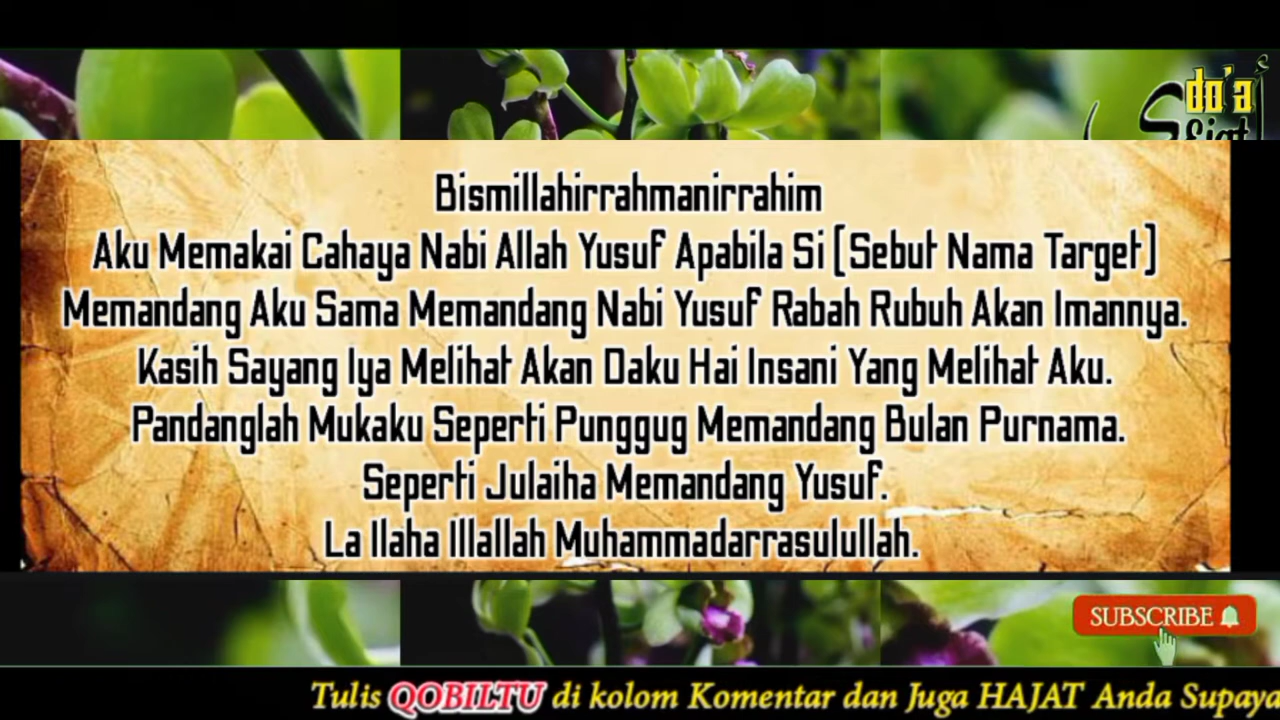 do'a
Bismillahirrahmanirrahim
Aku Memakai Cahaya Nabi Allah Yusuf Apabila Si (Sebut Nama Target)
Memandang Aku Sama Memandang Nabi Yusuf Rabah Rubuh Akan Imannya.
Kasih Sayang Iya Melihat Akan Daku Hai Insani Yang Melihat Aku.
Pandanglah Mukaku Seperti Punggug Memandang Bulan Purnama.
Seperti Julaiha Memandang Yusuf.
La Ilaha Illallah Muhammadarrasulullah.
SUBSCRIBE
Tulis QOBILTU di kolom Komentar dan Juga HAJAT Anda Supaya